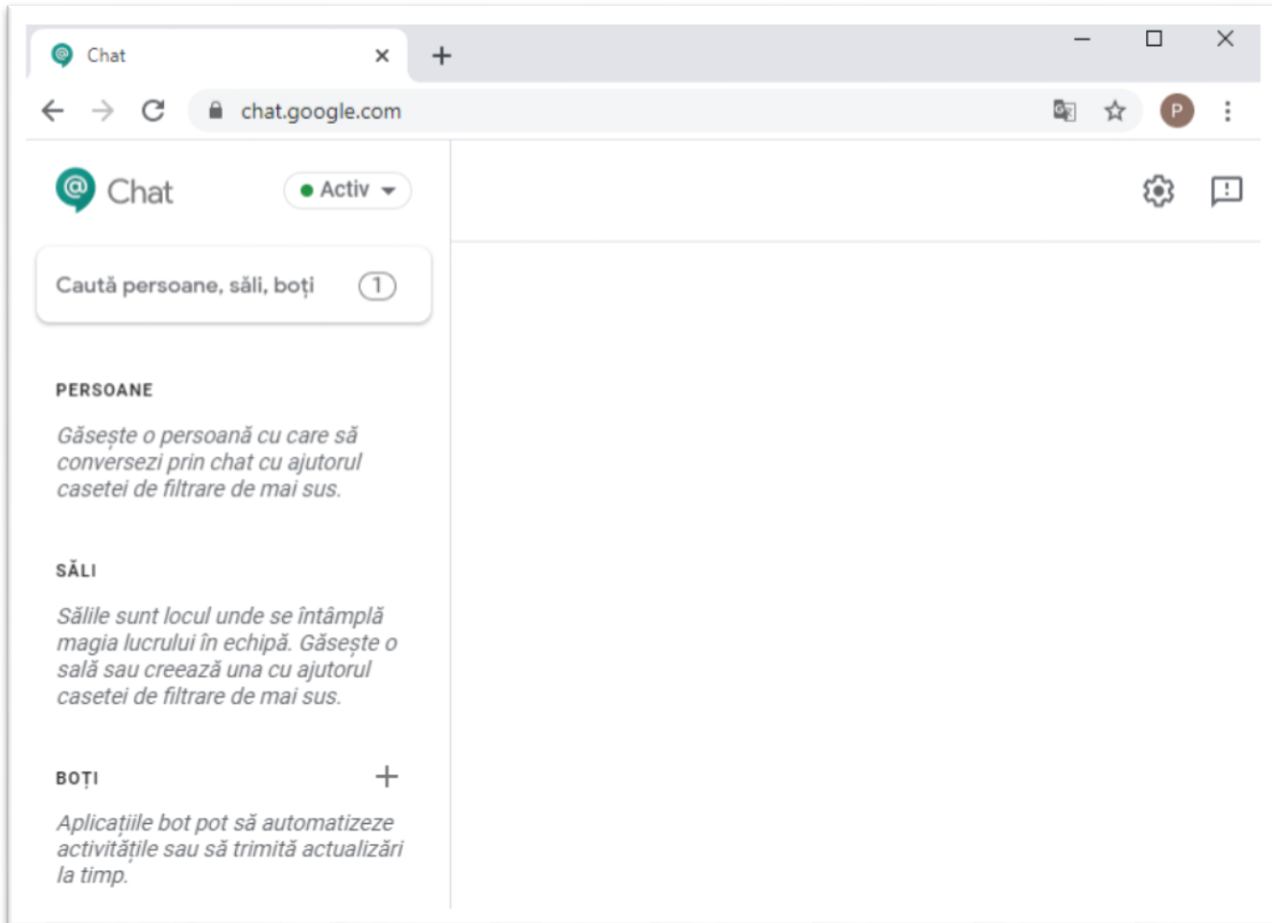 Chat
chat.google.com
P
Chat
Activ
Caută persoane, săli, boți
1
PERSOANE
Găsește o persoană cu care să
conversezi prin chat cu ajutorul
casetei de filtrare de mai sus.
SĂLI
Sălile sunt locul unde se întâmplă
magia lucrului în echipă. Găsește o
sală sau creează una cu ajutorul
casetei de filtrare de mai sus.
BOȚI
Aplicațiile bot pot să automatizeze
activitățile sau să trimită actualizări
la timp.